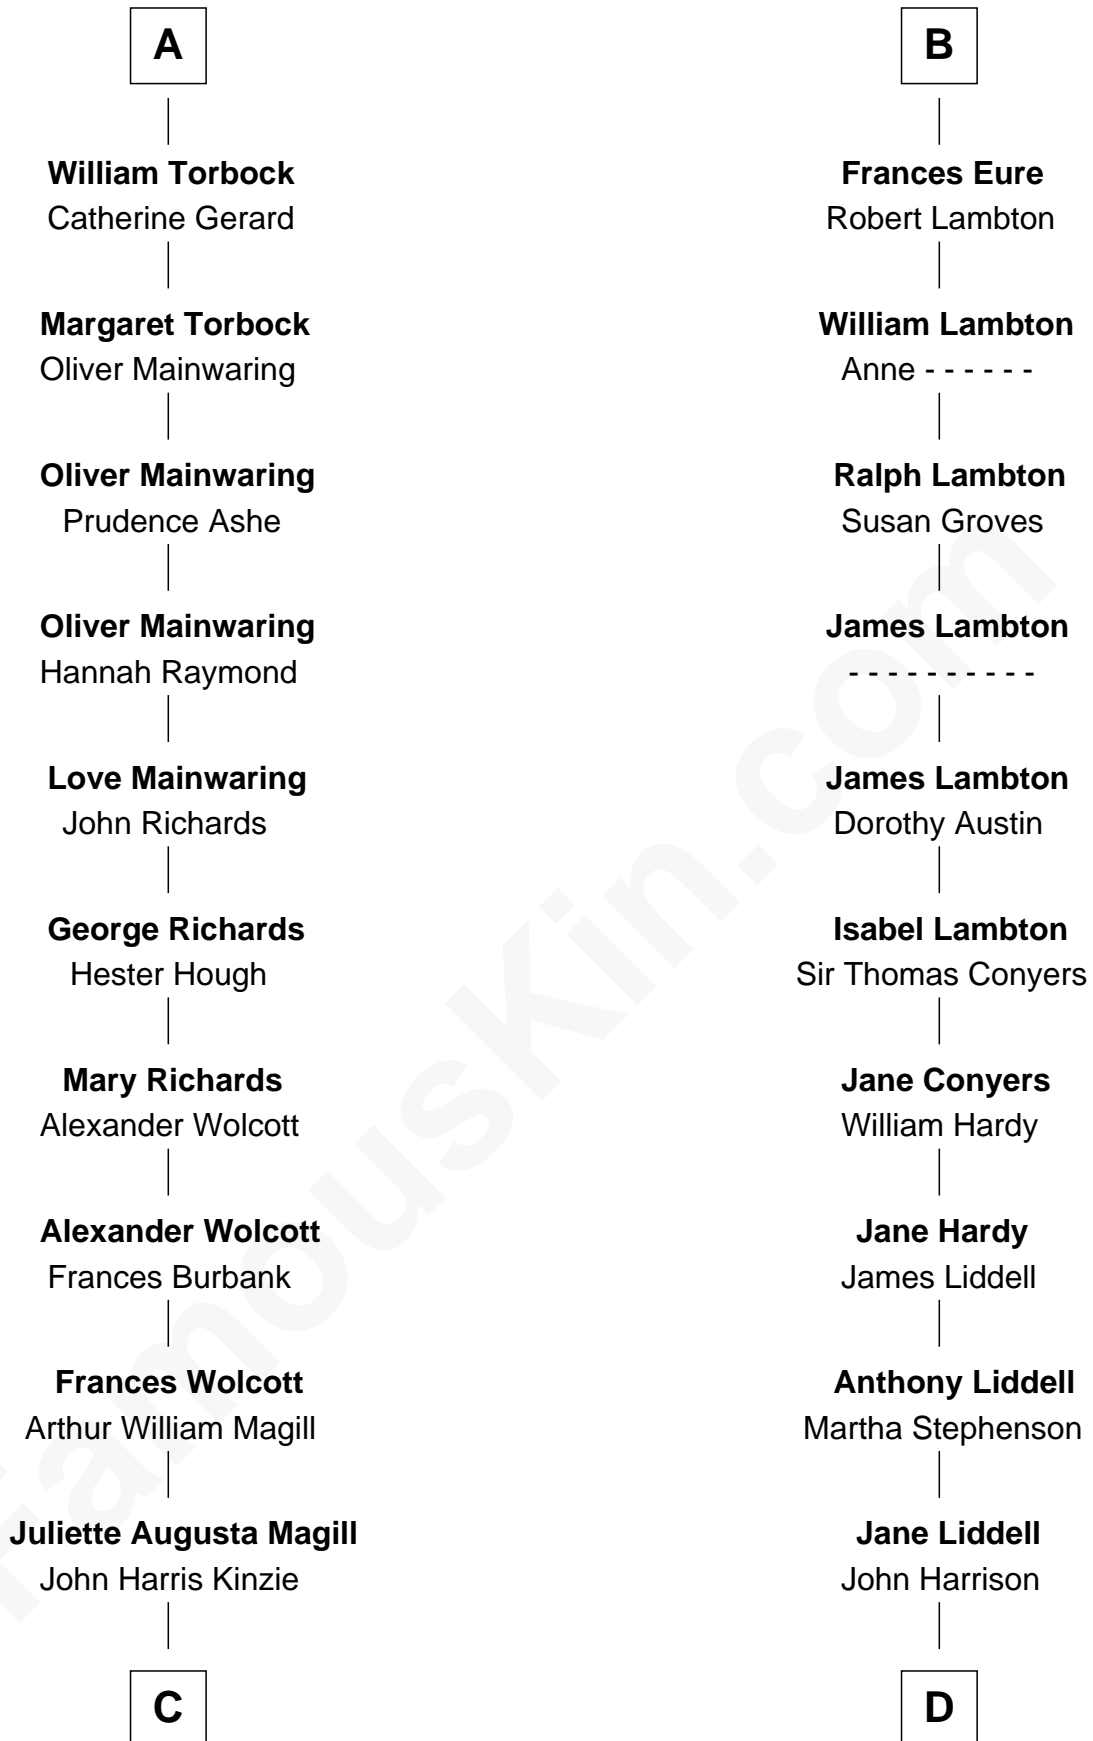 A
William Torbock
Catherine Gerard
Margaret Torbock
Oliver Mainwaring
Oliver Mainwaring
Prudence Ashe
Oliver Mainwaring
Hannah Raymond
Love Mainwaring
John Richards
George Richards
Hester Hough
Mary Richards
Alexander Wolcott
Alexander Wolcott
Frances Burbank
Frances Wolcott
Arthur William Magill
Juliette Augusta Magill
John Harris Kinzie
C
B
Frances Eure
Robert Lambton
William Lambton
Anne - - - - - -
Ralph Lambton
Susan Groves
James Lambton
- - - - - - - - - -
James Lambton
Dorothy Austin
Isabel Lambton
Sir Thomas Conyers
Jane Conyers
William Hardy
Jane Hardy
James Liddell
Anthony Liddell
Martha Stephenson
Jane Liddell
John Harrison
D
FamousKin.com